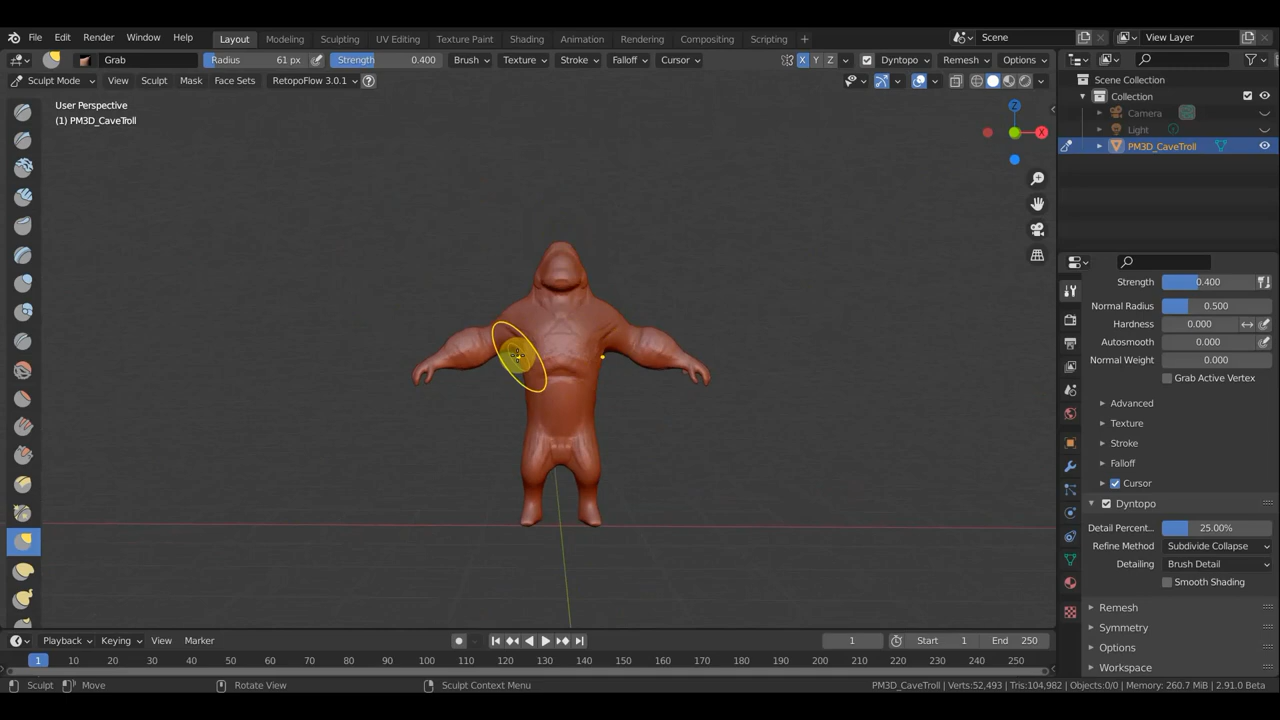 File Edit Render Window Help Layout Modeling Sculpting UV Editing Texture Paint Shading Animation Rendering Compositing Scripting + Scene View Layer
Grab Radius 61 px Strength 0.400 Brush Texture Stroke Falloff Cursor X Y Z Dyntopo Remesh Options
Sculpt Mode View Sculpt Mask Face Sets RetopoFlow 3.0.1 ?
Scene Collection
Collection
Camera
Light
PM3D_CaveTroll
User Perspective
(1) PM3D_CaveTroll
Z
X
Strength 0.400
Normal Radius 0.500
Hardness 0.000
Autosmooth 0.000
Normal Weight 0.000
Grab Active Vertex
Advanced
Texture
Stroke
Falloff
Cursor
Dyntopo
Detail Percent... 25.00%
Refine Method Subdivide Collapse
Detailing Brush Detail
Smooth Shading
Remesh
Symmetry
Options
Workspace
Playback Keying View Marker 1 Start 1 End 250
1 10 20 30 40 50 60 70 80 90 100 110 120 130 140 150 160 170 180 190 200 210 220 230 240 250
Sculpt Move Rotate View Sculpt Context Menu PM3D_CaveTroll | Verts:52,493 | Tris:104,982 | Objects:0/0 | Memory: 260.7 MiB | 2.91.0 Beta